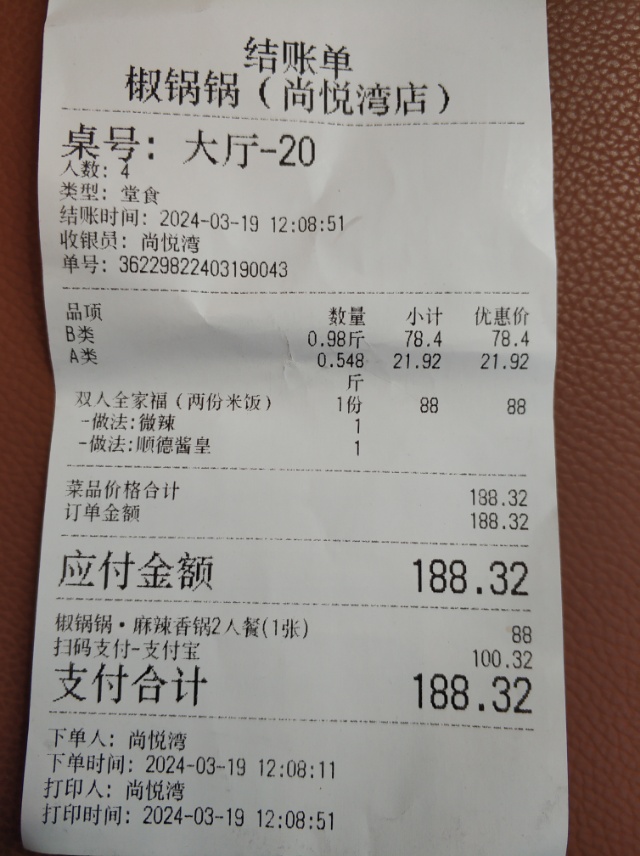 结账单
椒锅锅（尚悦湾店）
桌号: 大厅-20
人数: 4
类型: 堂食
结账时间: 2024-03-19 12:08:51
收银员: 尚悦湾
单号: 36229822403190043
品项 数量 小计 优惠价
B类 0.98斤 78.4 78.4
A类 0.548 21.92 21.92
斤
双人全家福（两份米饭） 1份 88 88
-做法:微辣 1
-做法:顺德酱皇 1
菜品价格合计 188.32
订单金额 188.32
应付金额 188.32
椒锅锅·麻辣香锅2人餐(1张) 88
扫码支付-支付宝 100.32
支付合计 188.32
下单人: 尚悦湾
下单时间: 2024-03-19 12:08:11
打印人: 尚悦湾
打印时间: 2024-03-19 12:08:51